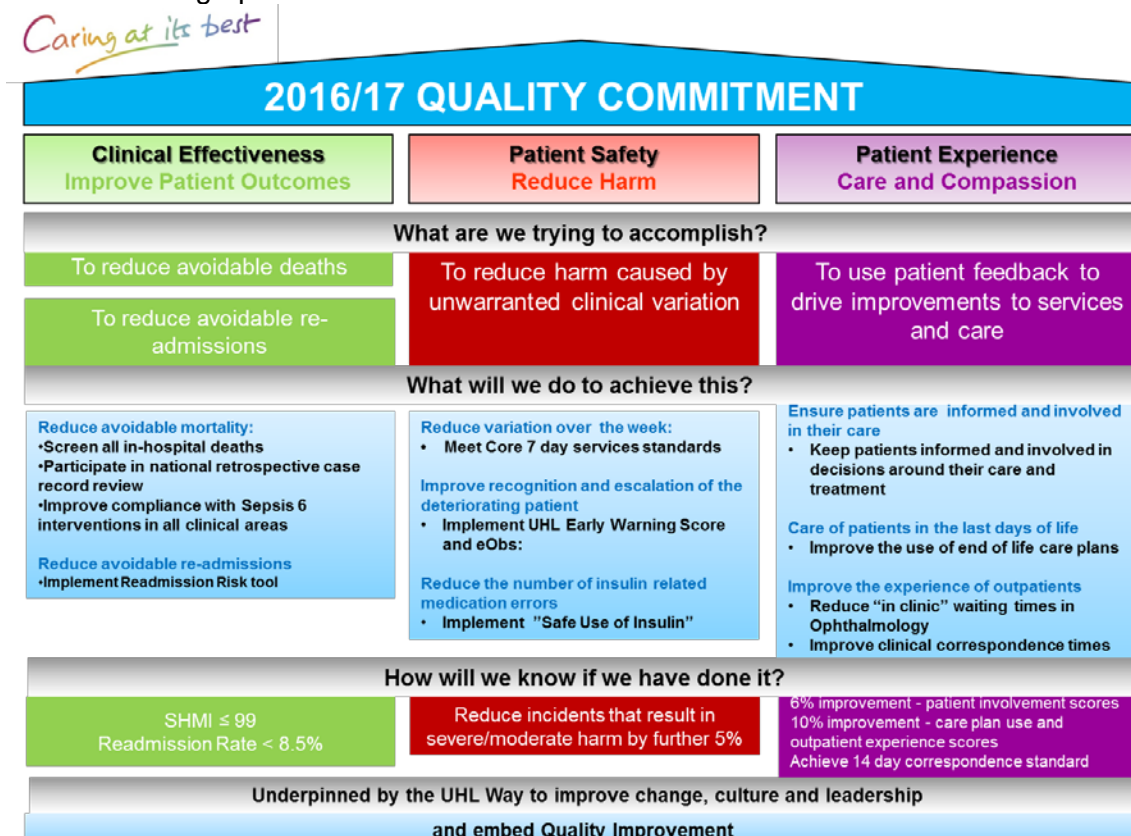 Caring at its best
2016/17 QUALITY COMMITMENT
Clinical Effectiveness
Improve Patient Outcomes
Patient Safety
Reduce Harm
Patient Experience
Care and Compassion
What are we trying to accomplish?
To reduce avoidable deaths
To reduce avoidable re-
admissions
To reduce harm caused by
unwarranted clinical variation
To use patient feedback to
drive improvements to services
and care
What will we do to achieve this?
Reduce avoidable mortality:
•Screen all in-hospital deaths
•Participate in national retrospective case
record review
•Improve compliance with Sepsis 6
interventions in all clinical areas
Reduce avoidable re-admissions
•Implement Readmission Risk tool
Reduce variation over the week:
• Meet Core 7 day services standards
Improve recognition and escalation of the
deteriorating patient
• Implement UHL Early Warning Score
and eObs:
Reduce the number of insulin related
medication errors
• Implement ”Safe Use of Insulin”
Ensure patients are informed and involved
in their care
• Keep patients informed and involved in
decisions around their care and
treatment
Care of patients in the last days of life
• Improve the use of end of life care plans
Improve the experience of outpatients
• Reduce “in clinic” waiting times in
Ophthalmology
• Improve clinical correspondence times
How will we know if we have done it?
SHMI ≤ 99
Readmission Rate < 8.5%
Reduce incidents that result in
severe/moderate harm by further 5%
6% improvement - patient involvement scores
10% improvement - care plan use and
outpatient experience scores
Achieve 14 day correspondence standard
Underpinned by the UHL Way to improve change, culture and leadership
and embed Quality Improvement